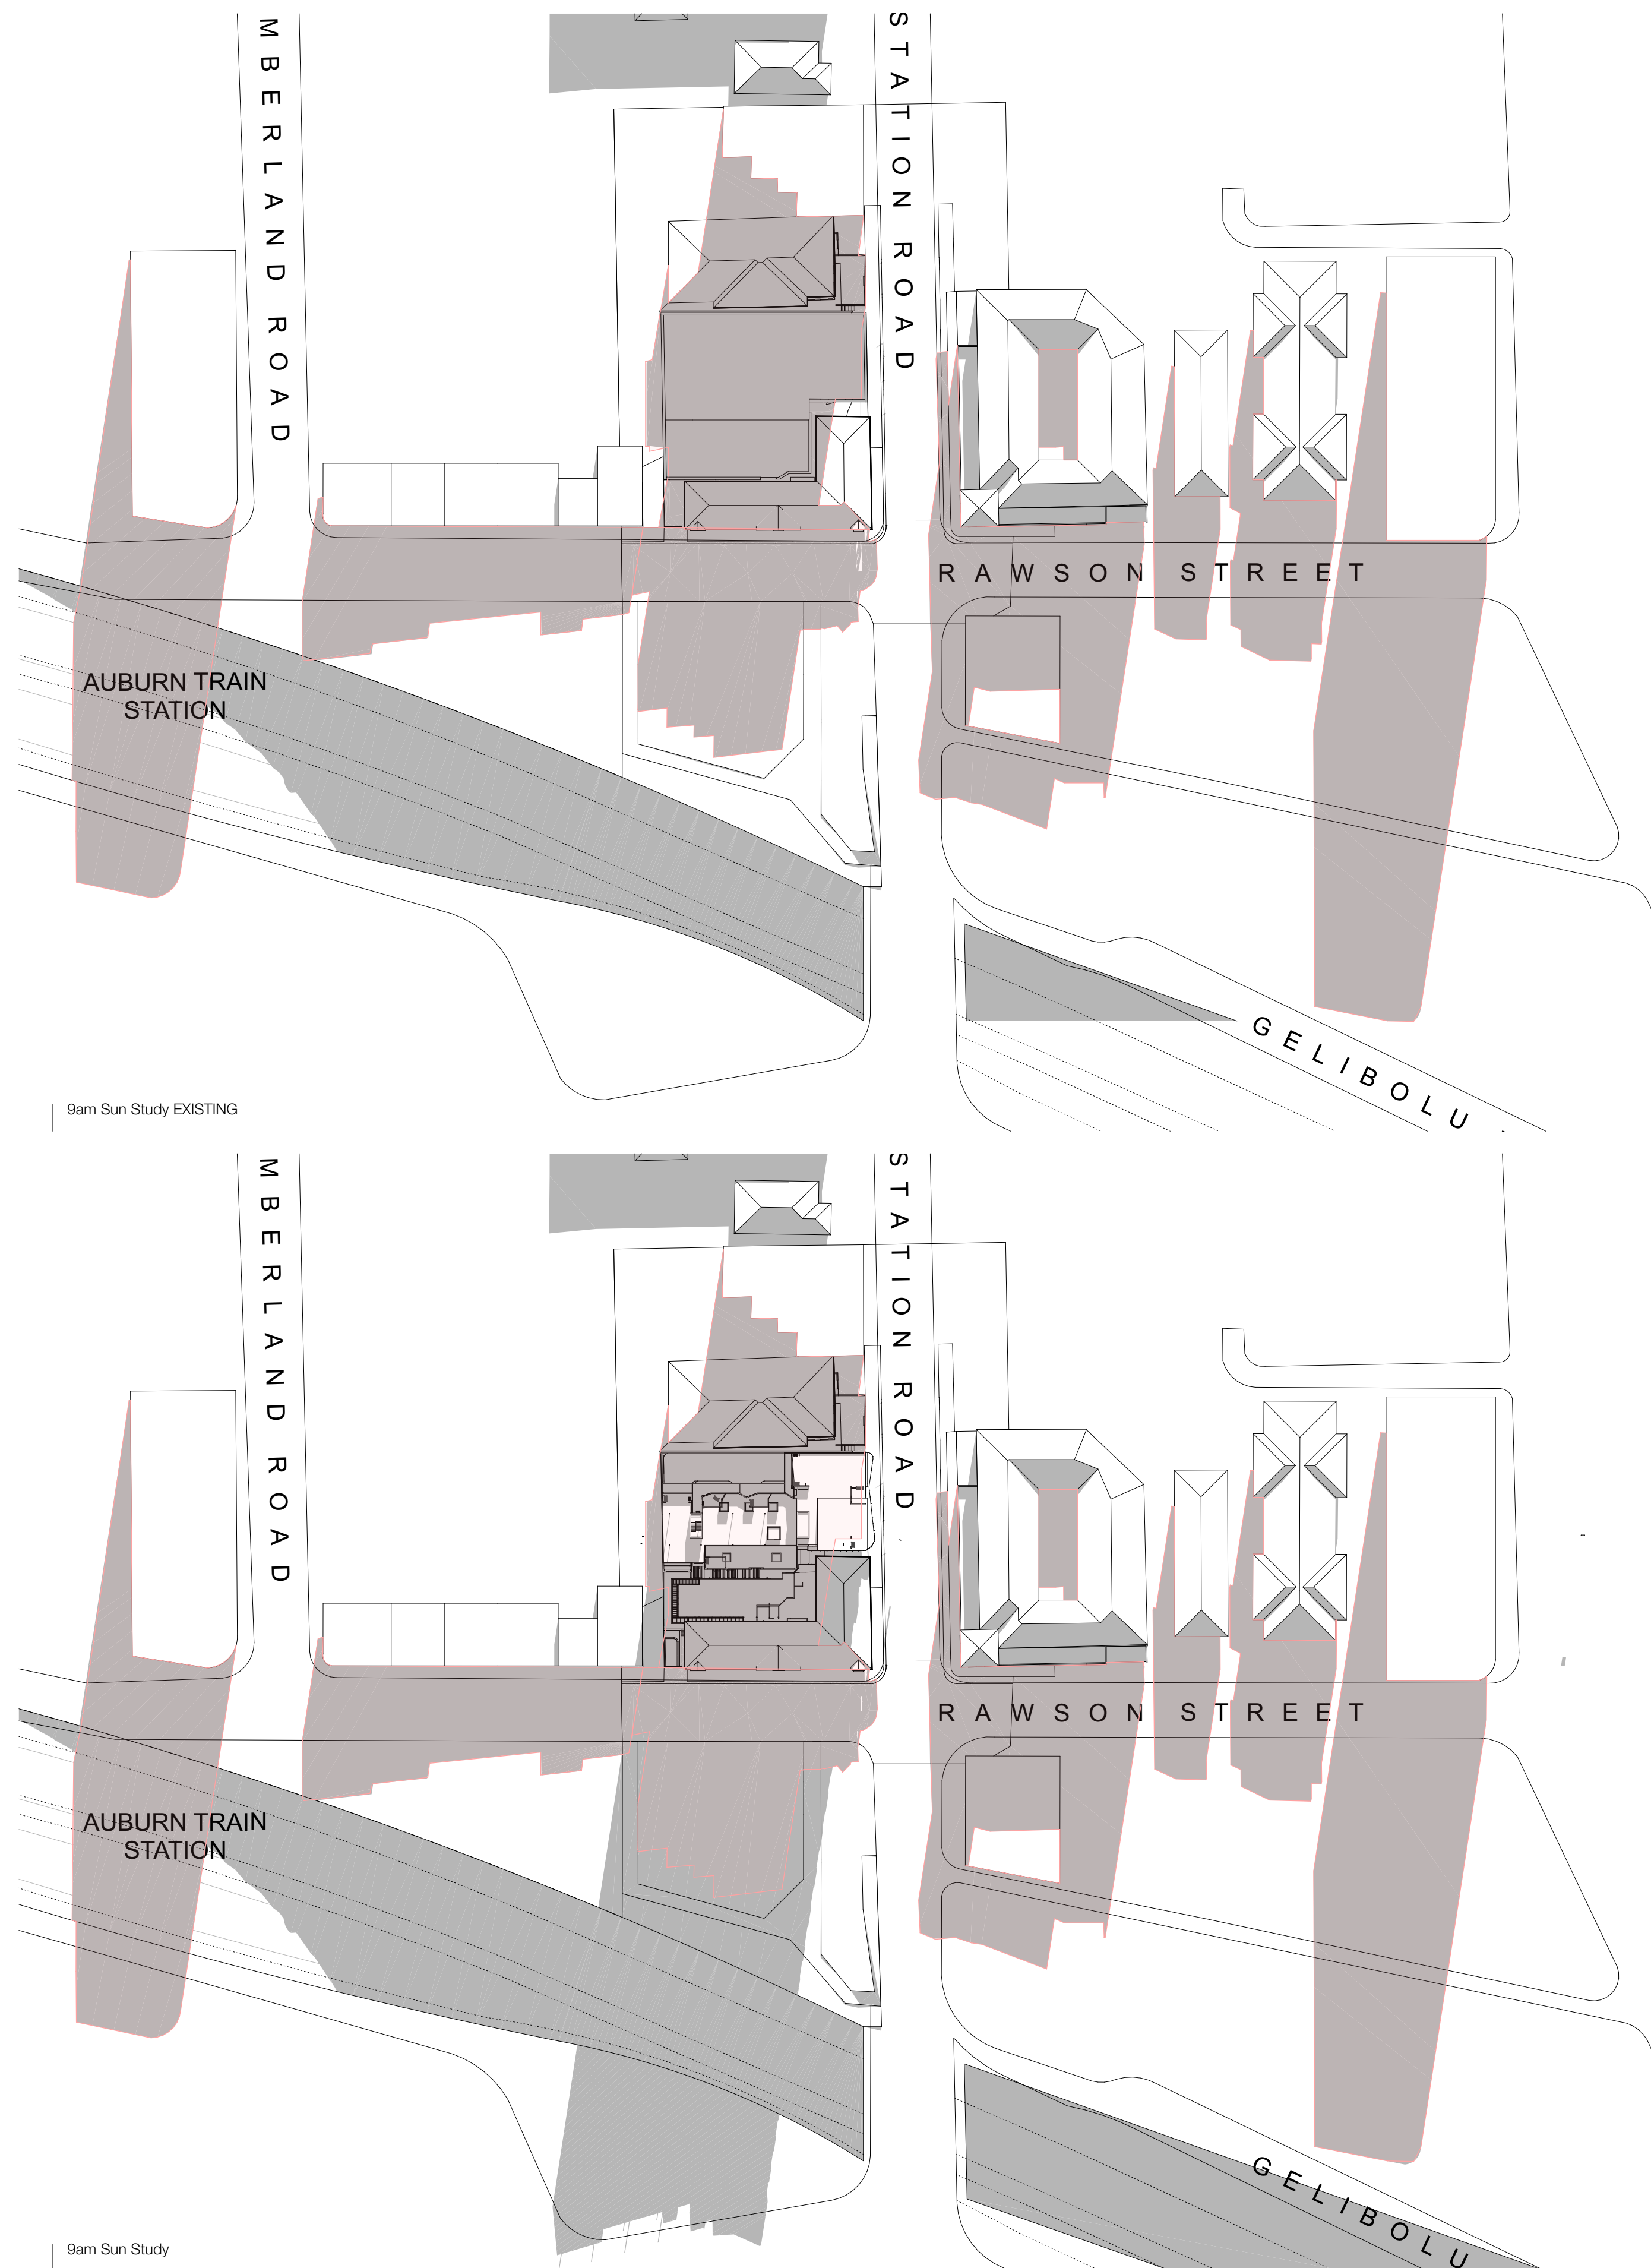 MBERLAND ROAD
STATION ROAD
RAWSON STREET
AUBURN TRAIN
STATION
GELIBOLU
9am Sun Study EXISTING
MBERLAND ROAD
STATION ROAD
RAWSON STREET
AUBURN TRAIN
STATION
GELIBOLU
9am Sun Study